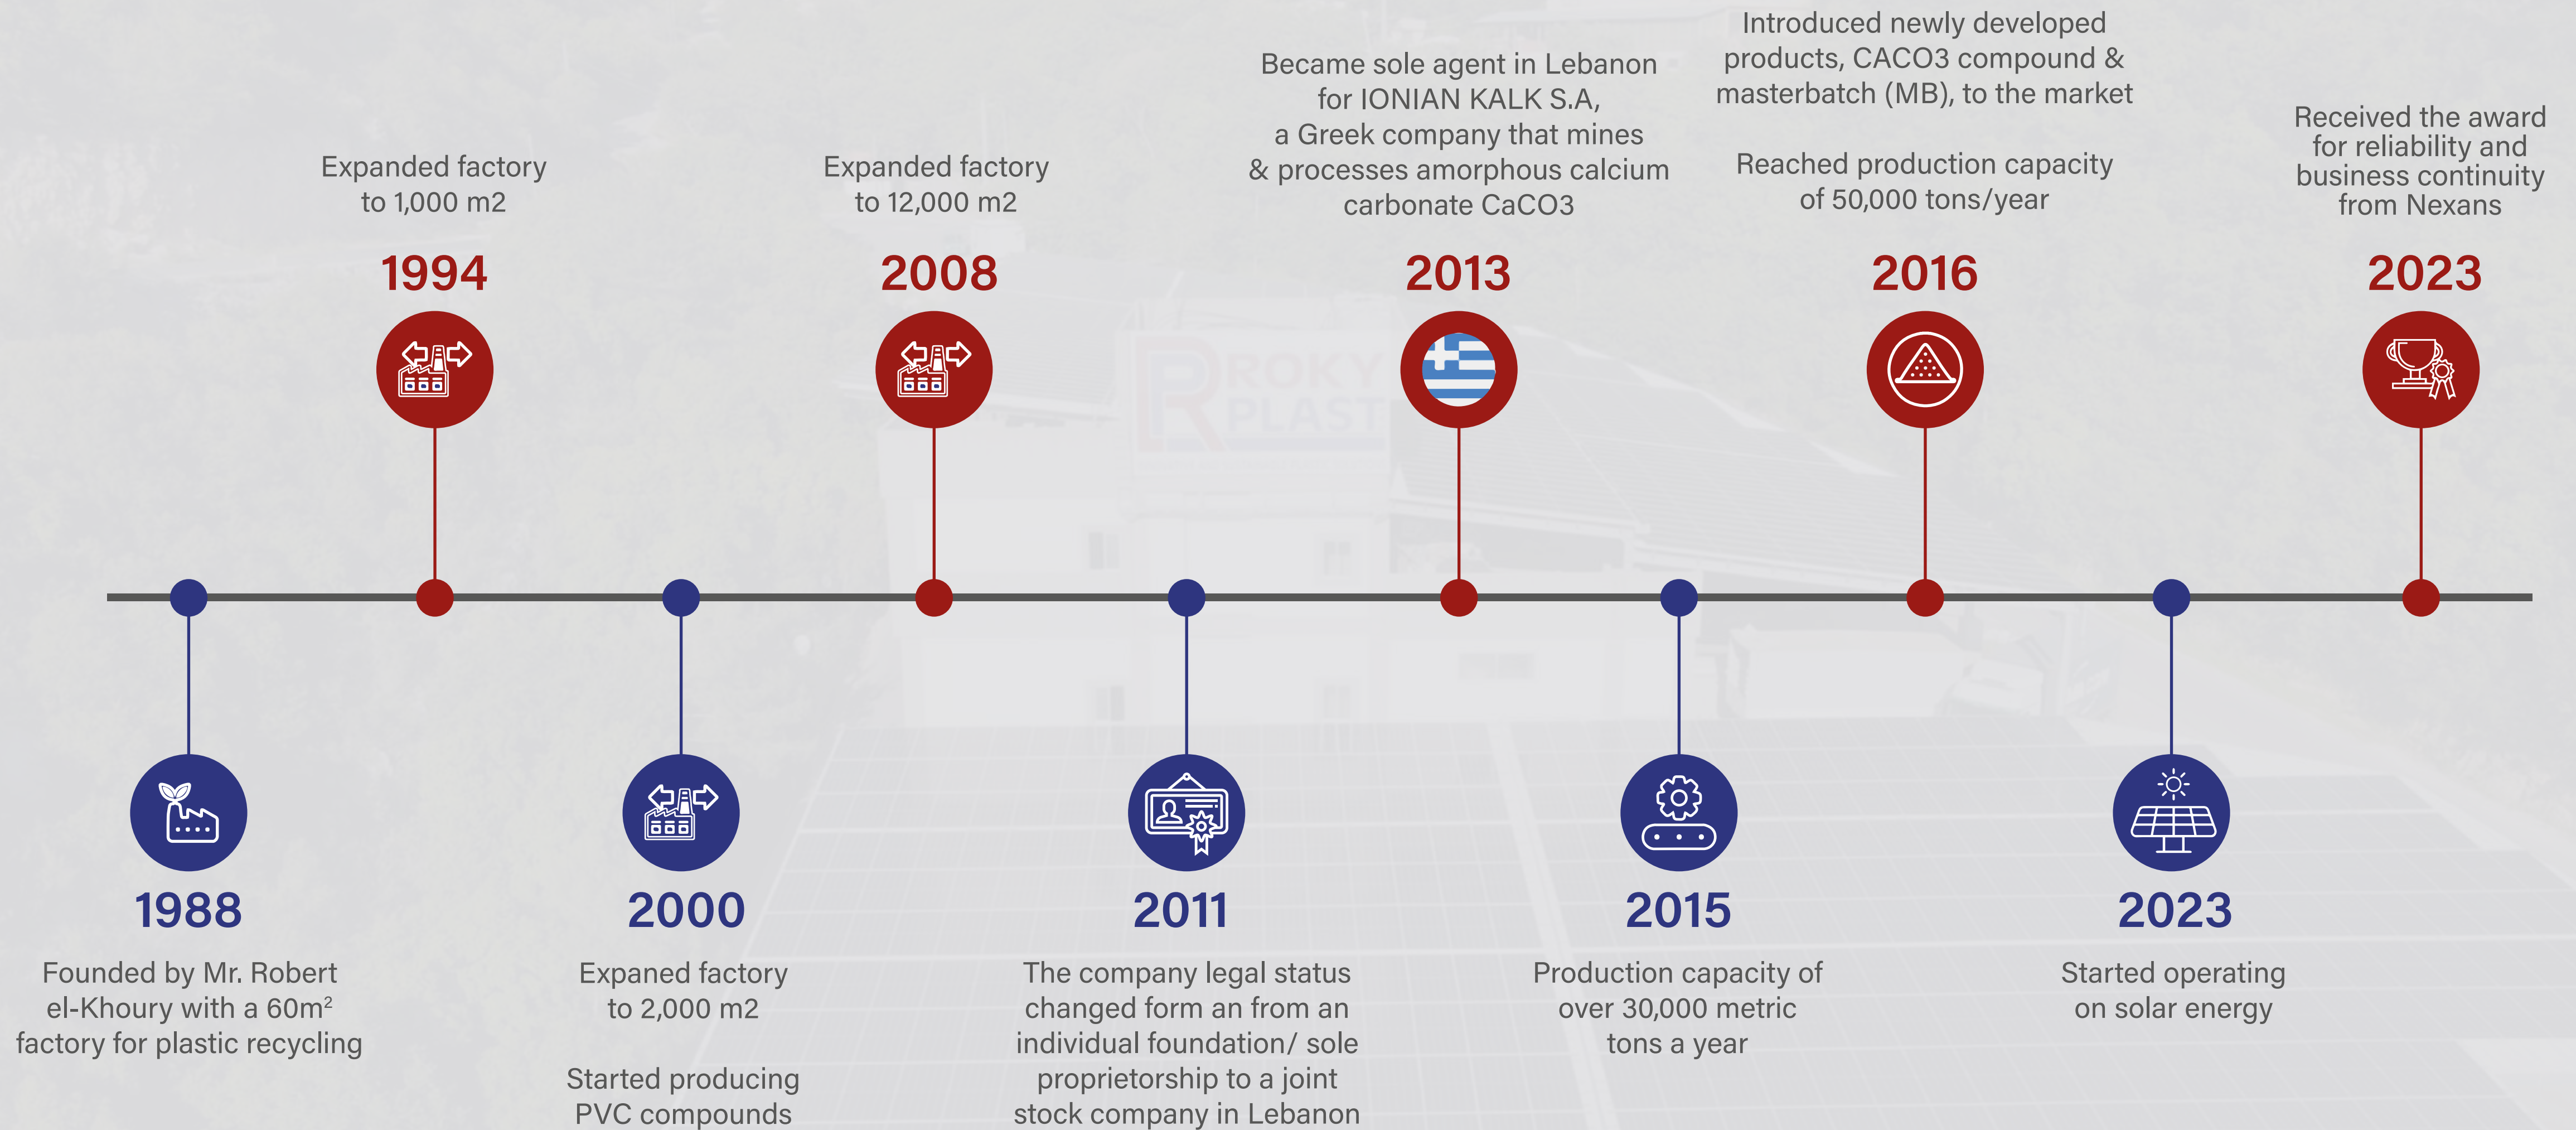 1988
Founded by Mr. Robert
el-Khoury with a 60m²
factory for plastic recycling
Expanded factory
to 1,000 m2
1994
2000
Expaned factory
to 2,000 m2
Started producing
PVC compounds
Expanded factory
to 12,000 m2
2008
2011
The company legal status
changed form an from an
individual foundation/ sole
proprietorship to a joint
stock company in Lebanon
Became sole agent in Lebanon
for IONIAN KALK S.A,
a Greek company that mines
& processes amorphous calcium
carbonate CaCO3
2013
2015
Production capacity of
over 30,000 metric
tons a year
Introduced newly developed
products, CACO3 compound &
masterbatch (MB), to the market
Reached production capacity
of 50,000 tons/year
2016
2023
Started operating
on solar energy
Received the award
for reliability and
business continuity
from Nexans
2023
ROKY
PLAST